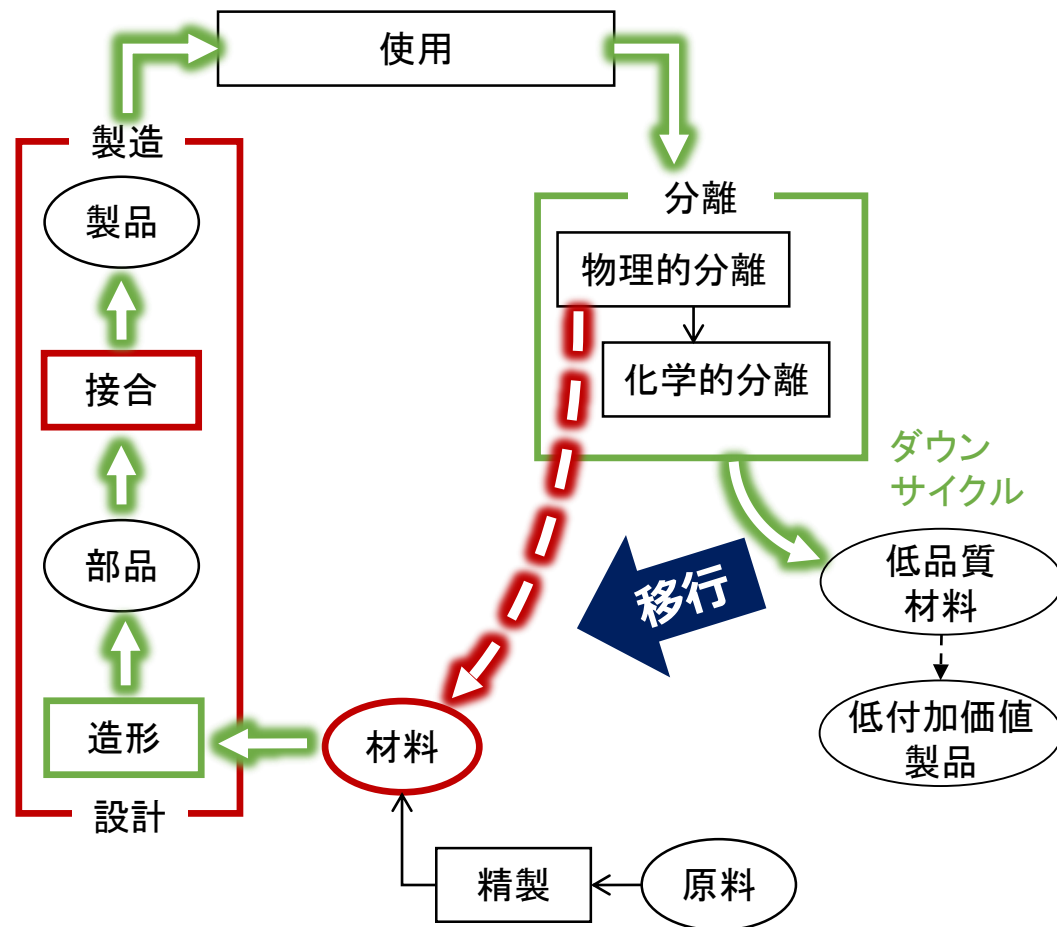 使用
製造
製品
接合
部品
造形
設計
分離
物理的分離
化学的分離
ダウン
サイクル
低品質
材料
低付加価値
製品
移行
材料
精製
原料